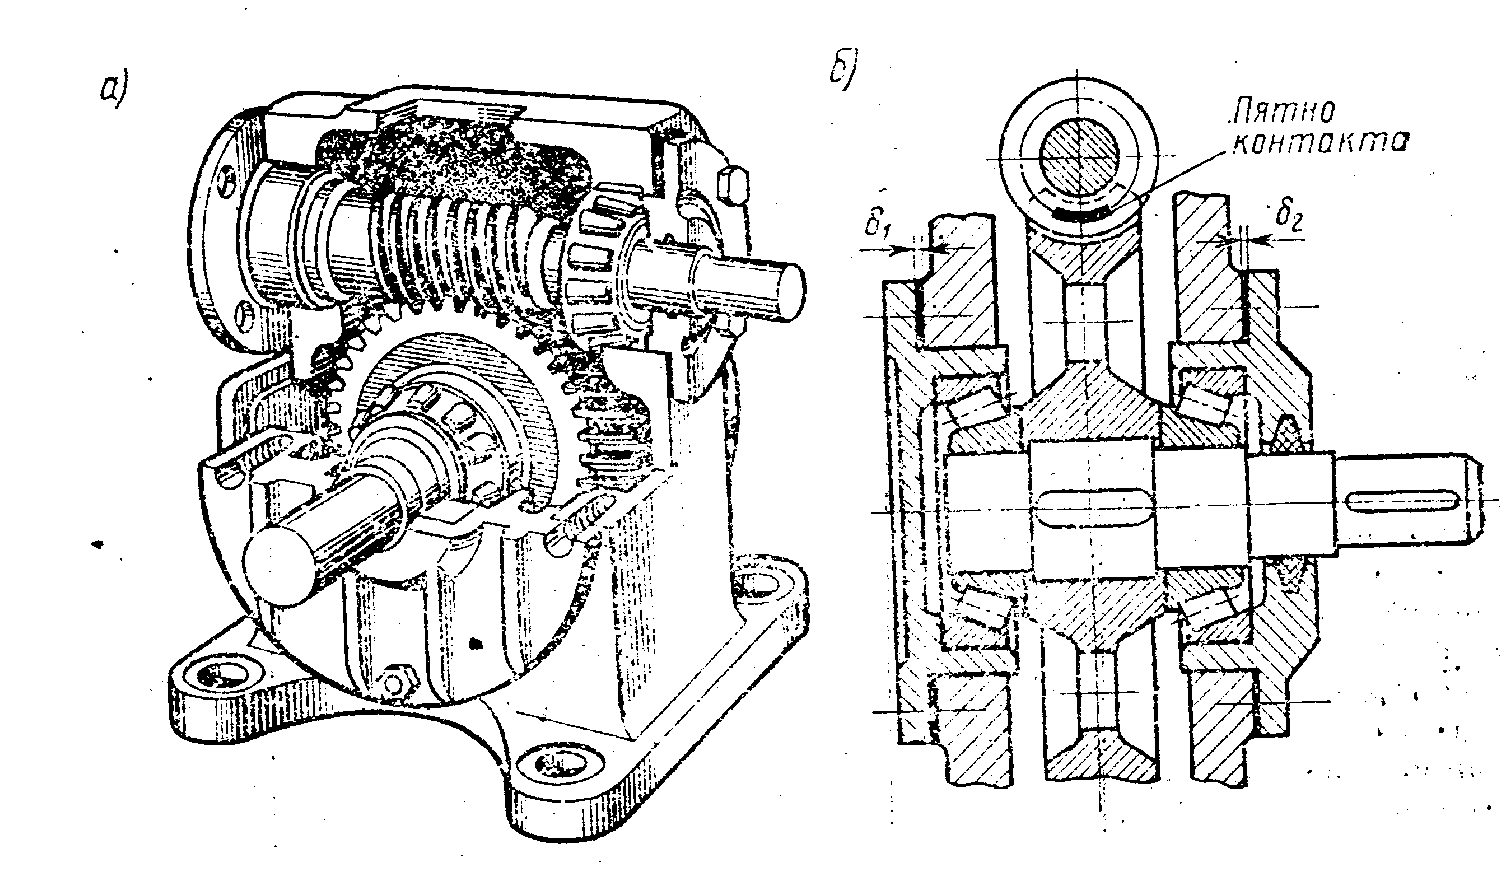 а)
б)
Пятно
контакта
δ₁
δ₂